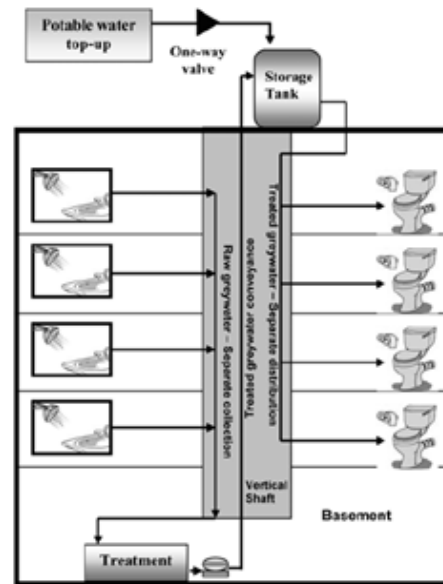 Potable water
top-up
One-way
valve
Storage
Tank
Raw greywater – Separate collection
Treated greywater conveyance
Treated greywater – Separate distribution
Vertical
Shaft
Basement
Treatment